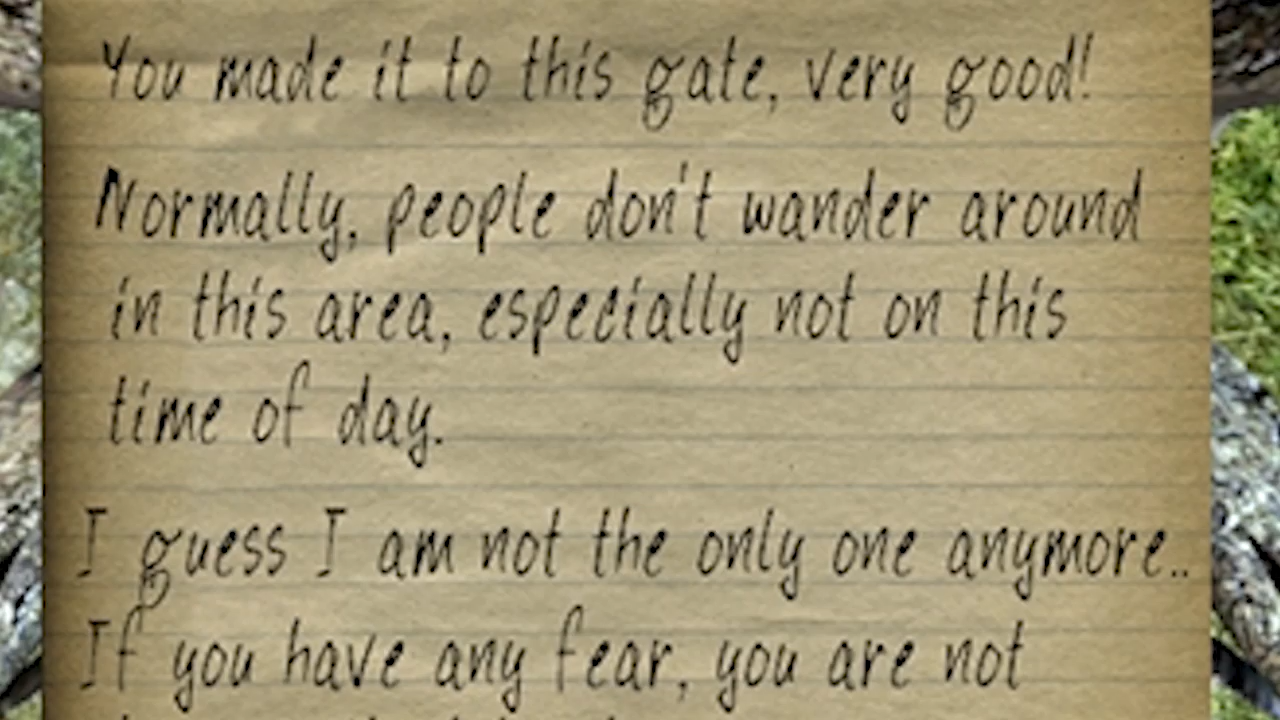 You made it to this gate, very good!
Normally, people don't wander around
in this area, especially not on this
time of day.
I guess I am not the only one anymore..
If you have any fear, you are not